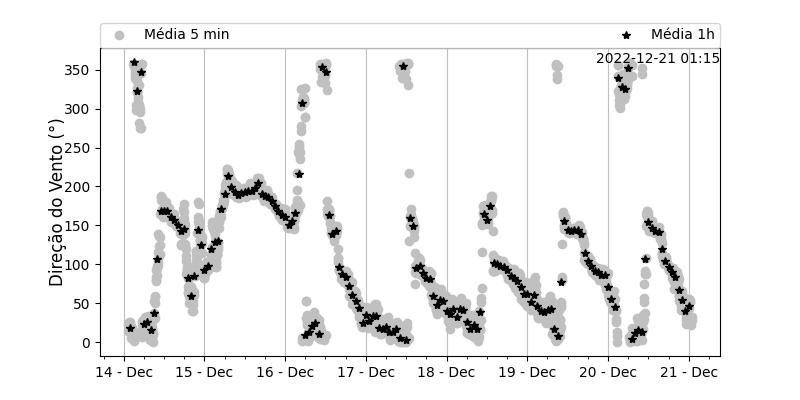 Média 5 min
Média 1h
2022-12-21 01:15
Direção do Vento (°)
350
300
250
200
150
100
50
0
14 - Dec
15 - Dec
16 - Dec
17 - Dec
18 - Dec
19 - Dec
20 - Dec
21 - Dec